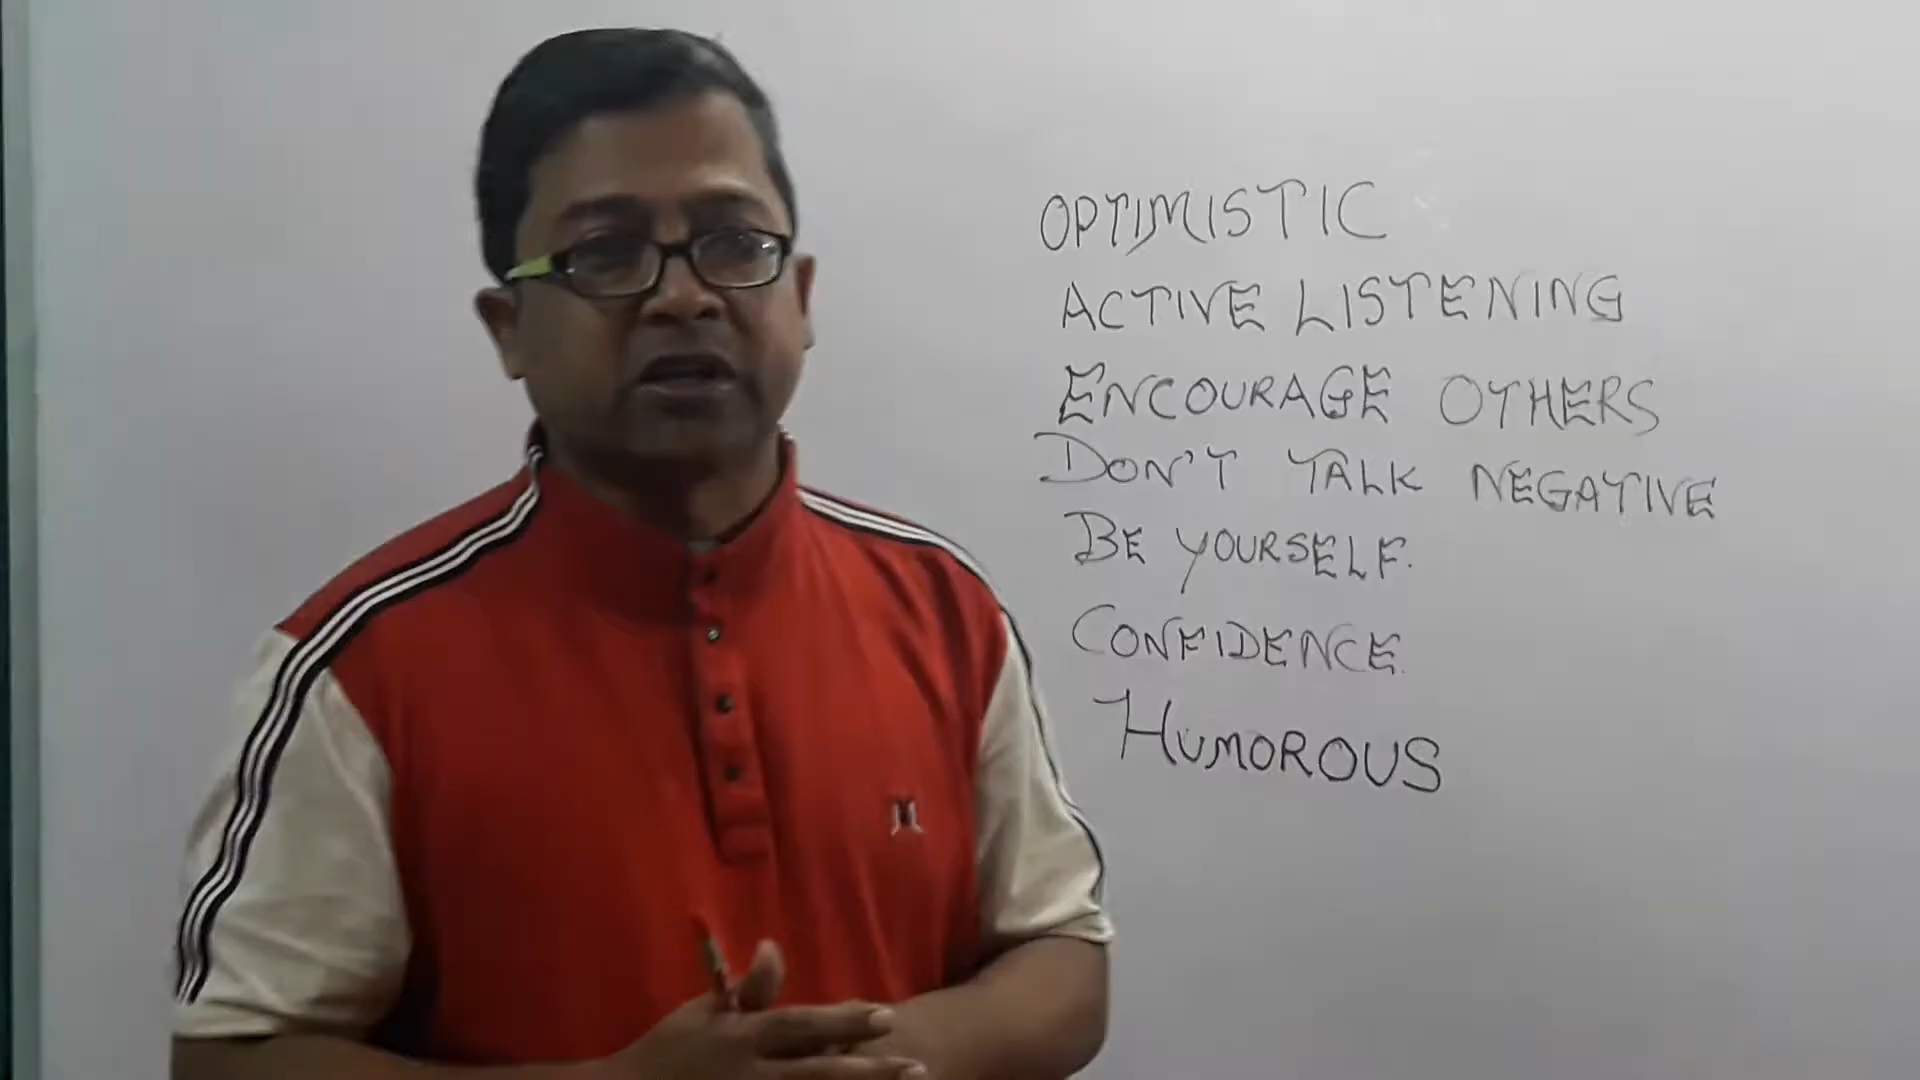 OPTIMISTIC
ACTIVE LISTENING
ENCOURAGE OTHERS
DON'T TALK NEGATIVE
BE YOURSELF.
CONFIDENCE
HUMOROUS